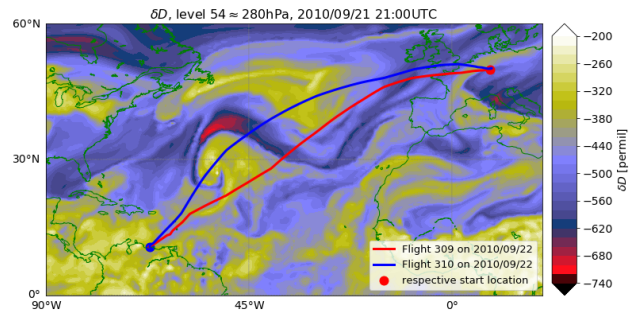 δD, level 54 ≈ 280hPa, 2010/09/21 21:00UTC
60°N
30°N
0°
90°W
45°W
0°
Flight 309 on 2010/09/22
Flight 310 on 2010/09/22
respective start location
−200
−260
−320
−380
−440
−500
−560
−620
−680
−740
δD [permil]